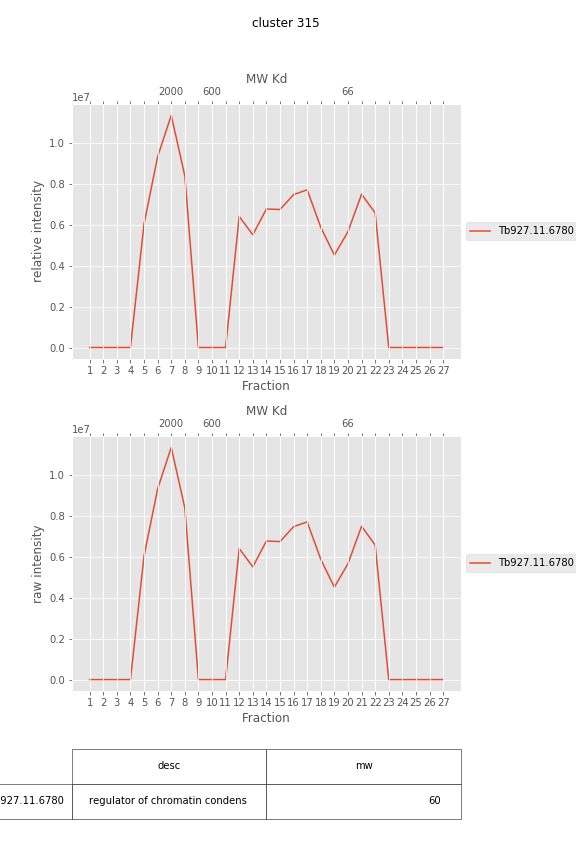 cluster 315
MW Kd
2000 600 66
1e7
1.0
0.8
0.6
0.4
0.2
0.0
relative intensity
1 2 3 4 5 6 7 8 9 10 11 12 13 14 15 16 17 18 19 20 21 22 23 24 25 26 27
Fraction
Tb927.11.6780
MW Kd
2000 600 66
1e7
1.0
0.8
0.6
0.4
0.2
0.0
raw intensity
1 2 3 4 5 6 7 8 9 10 11 12 13 14 15 16 17 18 19 20 21 22 23 24 25 26 27
Fraction
Tb927.11.6780
desc mw
927.11.6780 regulator of chromatin condens 60